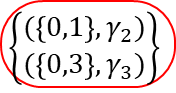 {({0,1}, γ₂)
({0,3}, γ₃)}